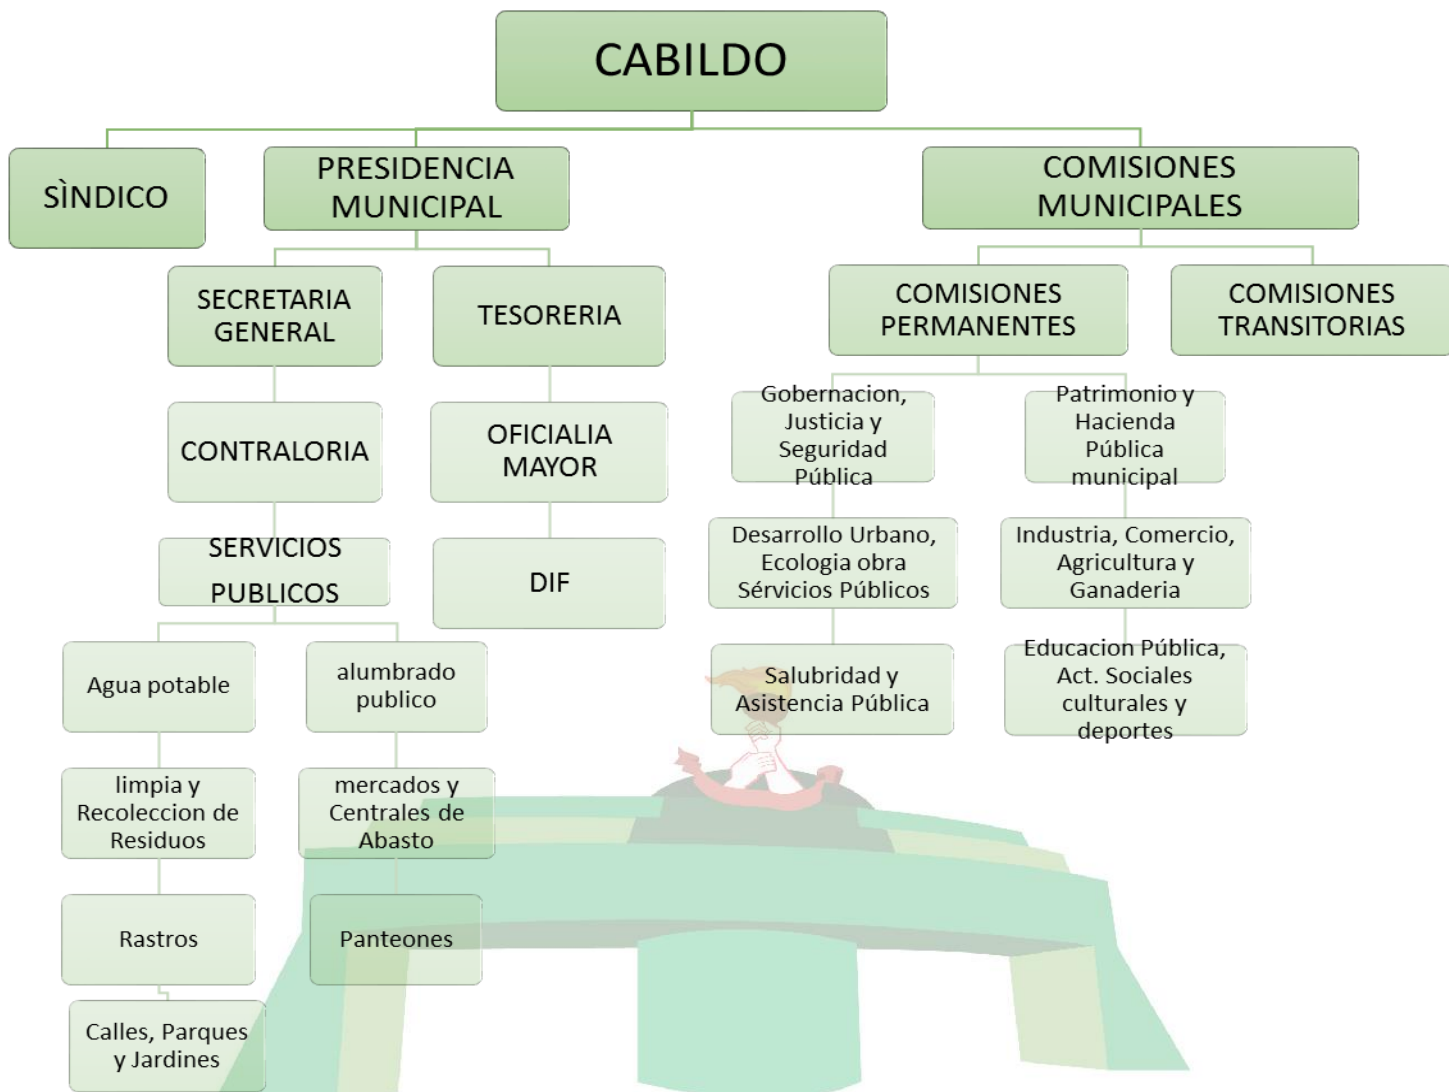 CABILDO
SÌNDICO
PRESIDENCIA
MUNICIPAL
COMISIONES
MUNICIPALES
SECRETARIA
GENERAL
TESORERIA
COMISIONES
PERMANENTES
COMISIONES
TRANSITORIAS
CONTRALORIA
OFICIALIA
MAYOR
Gobernacion,
Justicia y
Seguridad
Pública
Patrimonio y
Hacienda
Pública
municipal
SERVICIOS
PUBLICOS
DIF
Desarrollo Urbano,
Ecologia obra
Sérvicios Públicos
Industria, Comercio,
Agricultura y
Ganaderia
Agua potable
alumbrado
publico
Salubridad y
Asistencia Pública
Educacion Pública,
Act. Sociales
culturales y
deportes
limpia y
Recoleccion de
Residuos
mercados y
Centrales de
Abasto
Rastros
Panteones
Calles, Parques
y Jardines